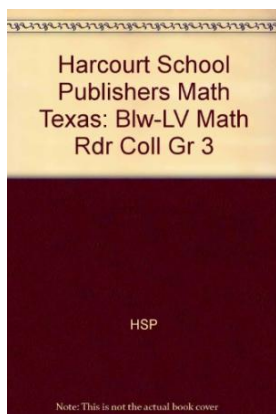 Harcourt School
Publishers Math
Texas: Blw-LV Math
Rdr Coll Gr 3
HSP
Note: This is not the actual book cover